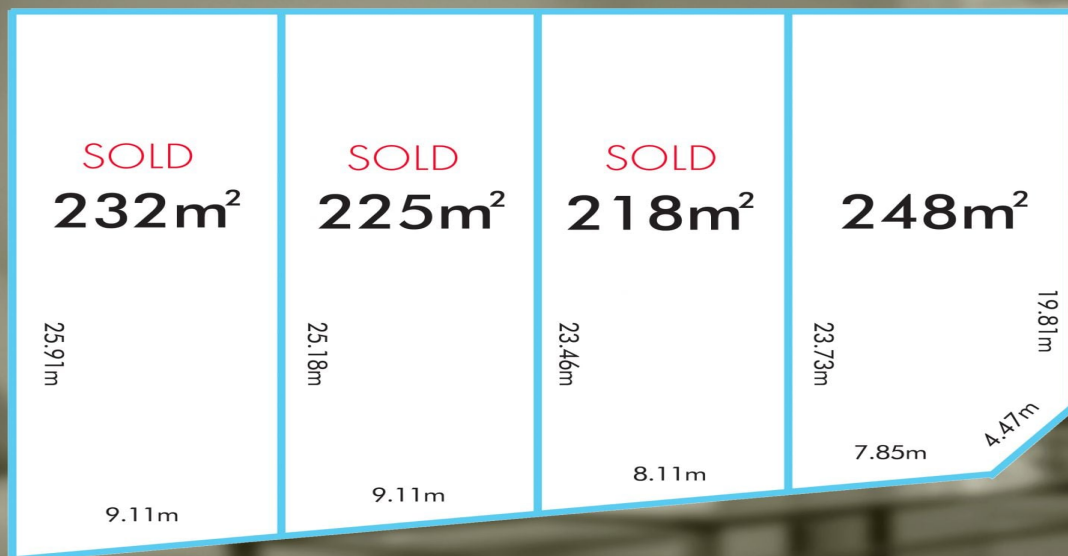 SOLD
232m²
25.91m
9.11m
SOLD
225m²
25.18m
9.11m
SOLD
218m²
23.46m
8.11m
248m²
23.73m
19.81m
7.85m
4.47m